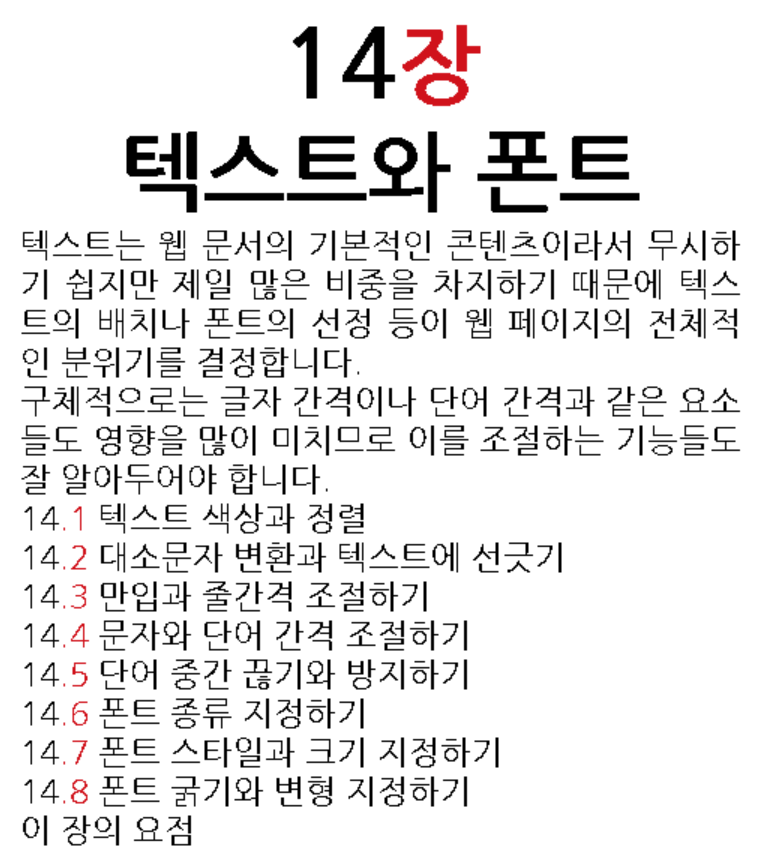 14장
텍스트와 폰트
텍스트는 웹 문서의 기본적인 콘텐츠이라서 무시하
기 쉽지만 제일 많은 비중을 차지하기 때문에 텍스
트의 배치나 폰트의 선정 등이 웹 페이지의 전체적
인 분위기를 결정합니다.
구체적으로는 글자 간격이나 단어 간격과 같은 요소
들도 영향을 많이 미치므로 이를 조절하는 기능들도
잘 알아두어야 합니다.
14.1 텍스트 색상과 정렬
14.2 대소문자 변환과 텍스트에 선긋기
14.3 만입과 줄간격 조절하기
14.4 문자와 단어 간격 조절하기
14.5 단어 중간 끊기와 방지하기
14.6 폰트 종류 지정하기
14.7 폰트 스타일과 크기 지정하기
14.8 폰트 굵기와 변형 지정하기
이 장의 요점